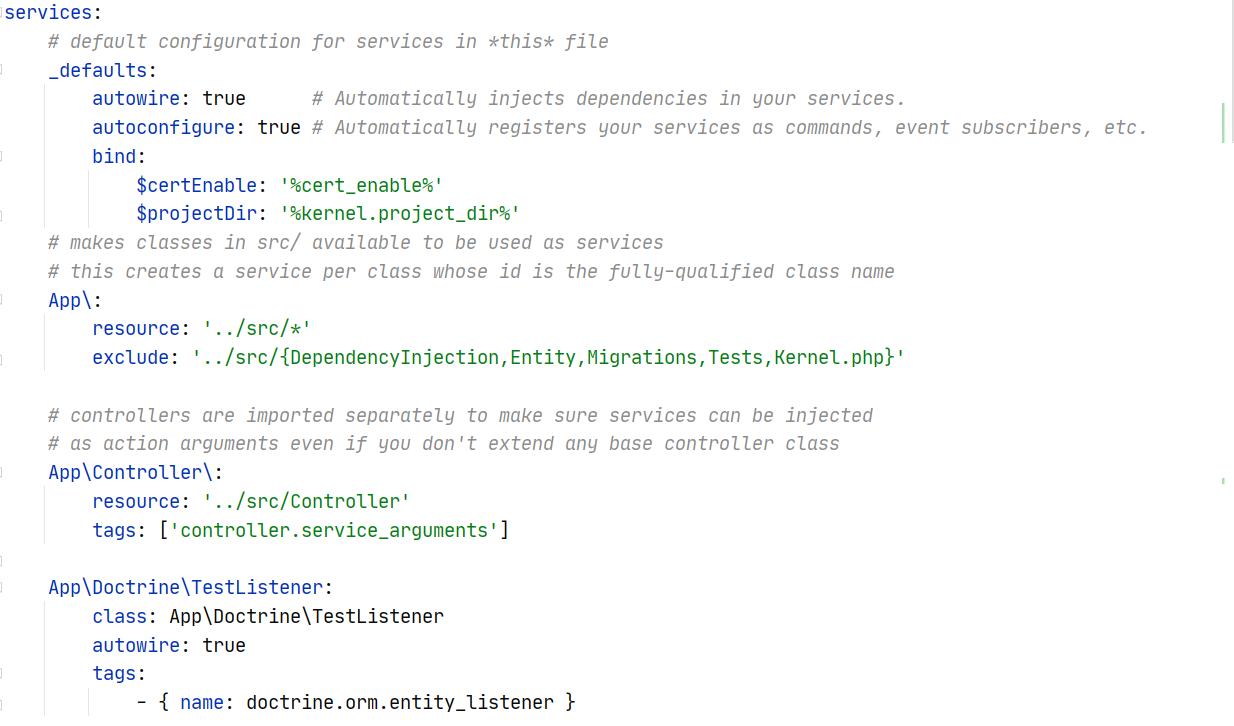 services:
    # default configuration for services in *this* file
    _defaults:
        autowire: true      # Automatically injects dependencies in your services.
        autoconfigure: true # Automatically registers your services as commands, event subscribers, etc.
        bind:
            $certEnable: '%cert_enable%'
            $projectDir: '%kernel.project_dir%'
    # makes classes in src/ available to be used as services
    # this creates a service per class whose id is the fully-qualified class name
    App\:
        resource: '../src/*'
        exclude: '../src/{DependencyInjection,Entity,Migrations,Tests,Kernel.php}'

    # controllers are imported separately to make sure services can be injected
    # as action arguments even if you don't extend any base controller class
    App\Controller\:
        resource: '../src/Controller'
        tags: ['controller.service_arguments']

    App\Doctrine\TestListener:
        class: App\Doctrine\TestListener
        autowire: true
        tags:
            - { name: doctrine.orm.entity_listener }